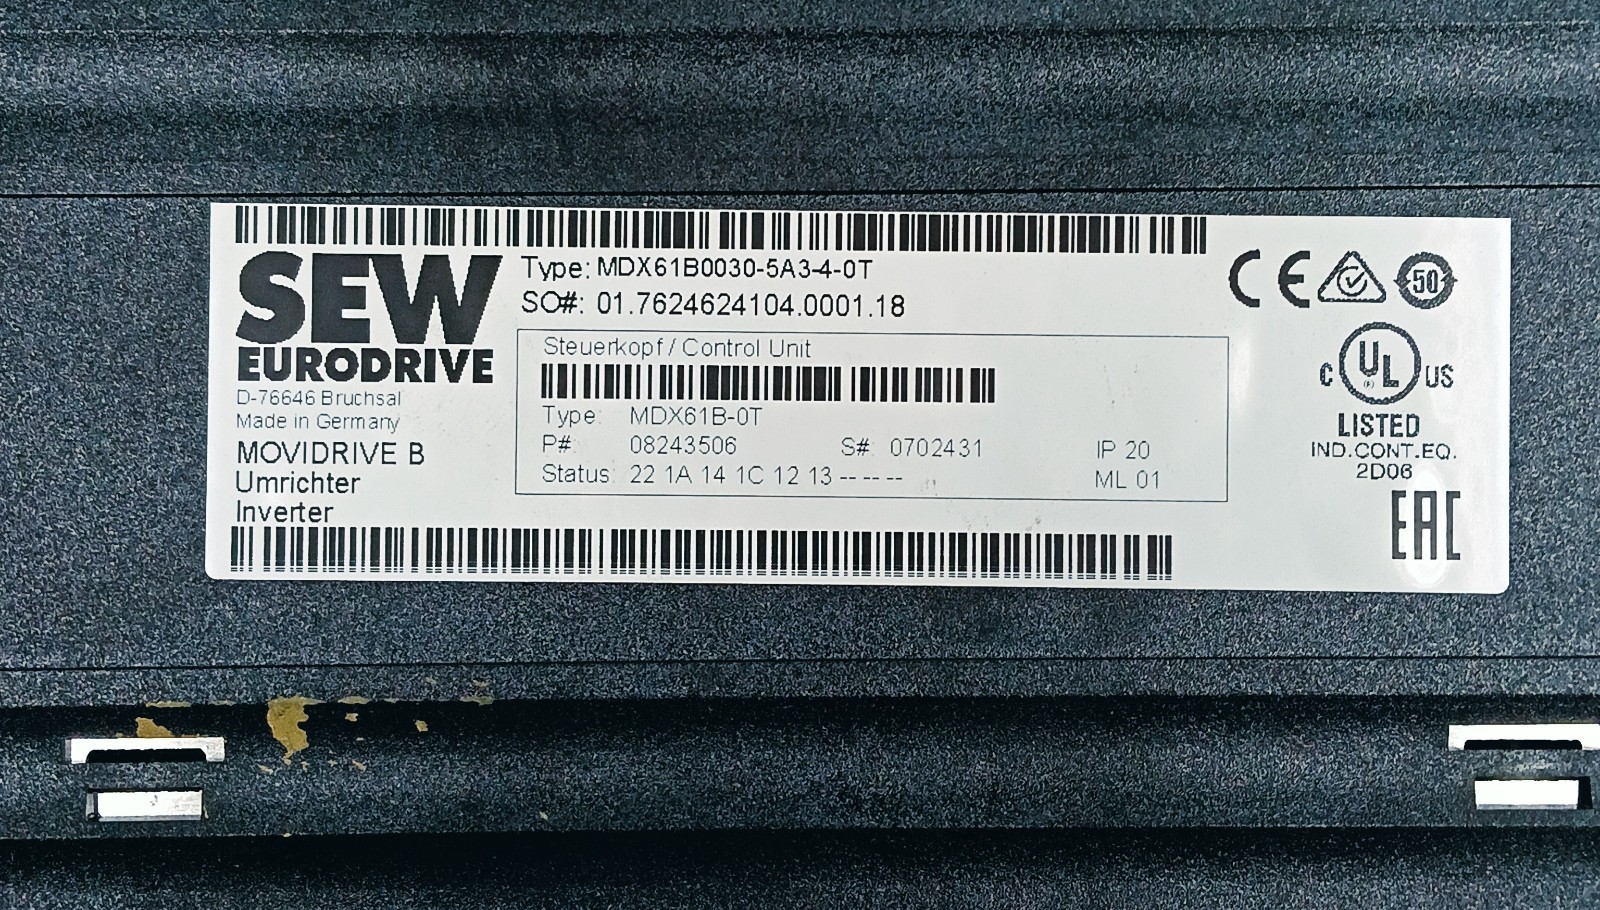 SEW
EURODRIVE
D-76646 Bruchsal
Made in Germany
MOVIDRIVE B
Umrichter
Inverter
Type: MDX61B0030-5A3-4-0T
SO#: 01.7624624104.0001.18
Steuerkopf / Control Unit
Type: MDX61B-0T
P#: 08243506 S#: 0702431 IP 20
Status: 22 1A 14 1C 12 13 -- -- -- ML 01
CE 50
C UL US
®
LISTED
IND.CONT.EQ.
2D06
EAC